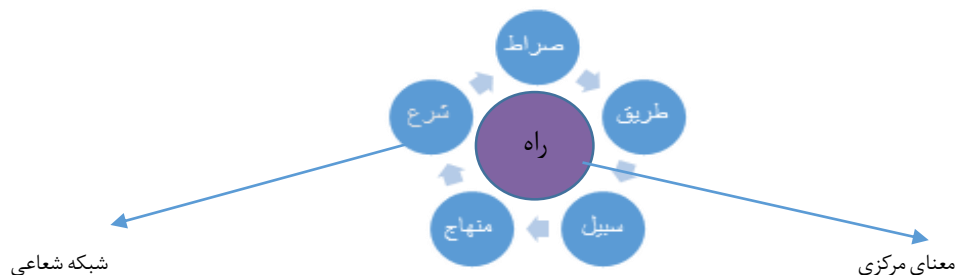 صراط
طریق
شرع
راه
سبیل
منهاج
معنای مرکزی
شبکه شعاعی